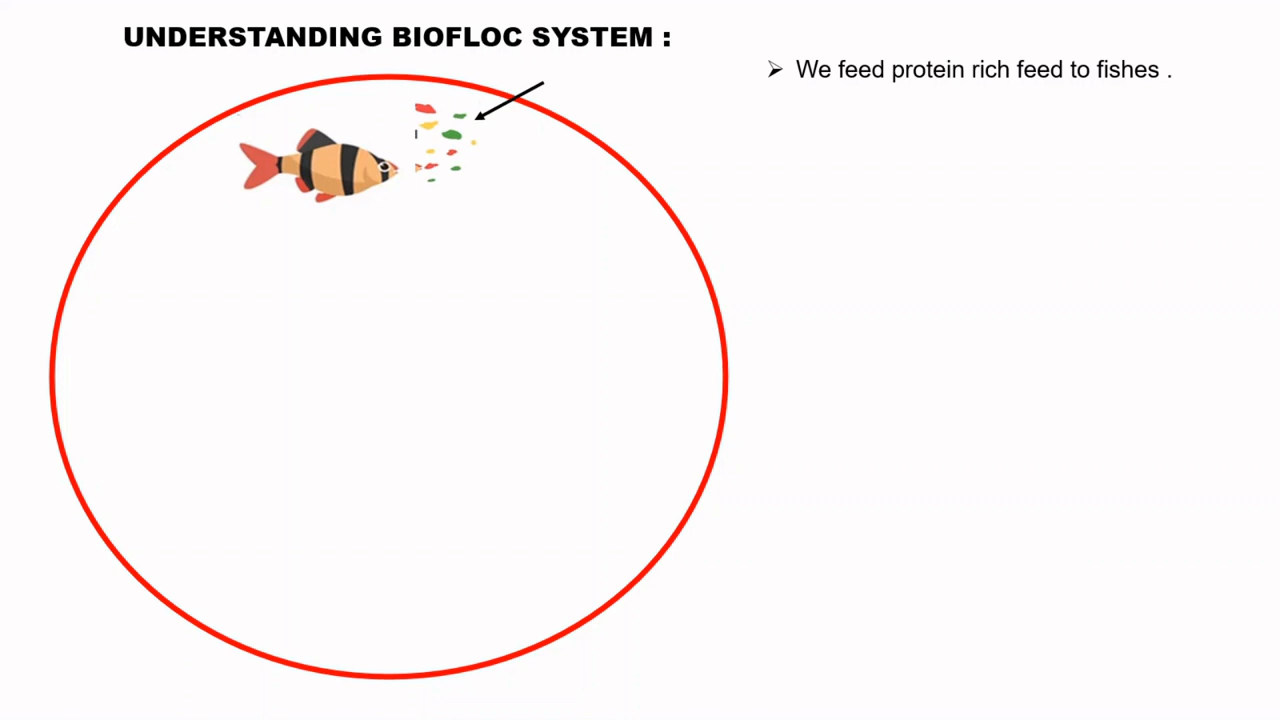 UNDERSTANDING BIOFLOC SYSTEM :
We feed protein rich feed to fishes .